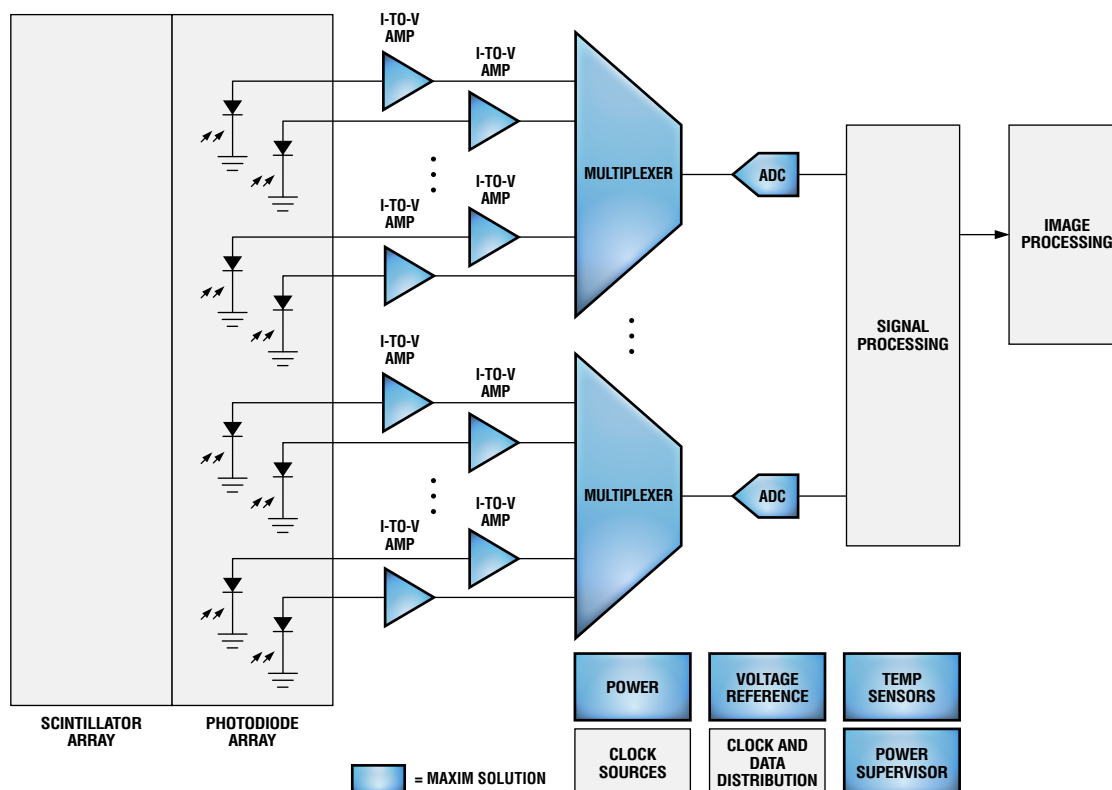 I-TO-V
AMP
I-TO-V
AMP
I-TO-V
AMP
I-TO-V
AMP
MULTIPLEXER
ADC
SIGNAL
PROCESSING
IMAGE
PROCESSING
I-TO-V
AMP
I-TO-V
AMP
I-TO-V
AMP
I-TO-V
AMP
MULTIPLEXER
ADC
SCINTILLATOR
ARRAY
PHOTODIODE
ARRAY
POWER
VOLTAGE
REFERENCE
TEMP
SENSORS
CLOCK
SOURCES
CLOCK AND
DATA
DISTRIBUTION
POWER
SUPERVISOR
= MAXIM SOLUTION